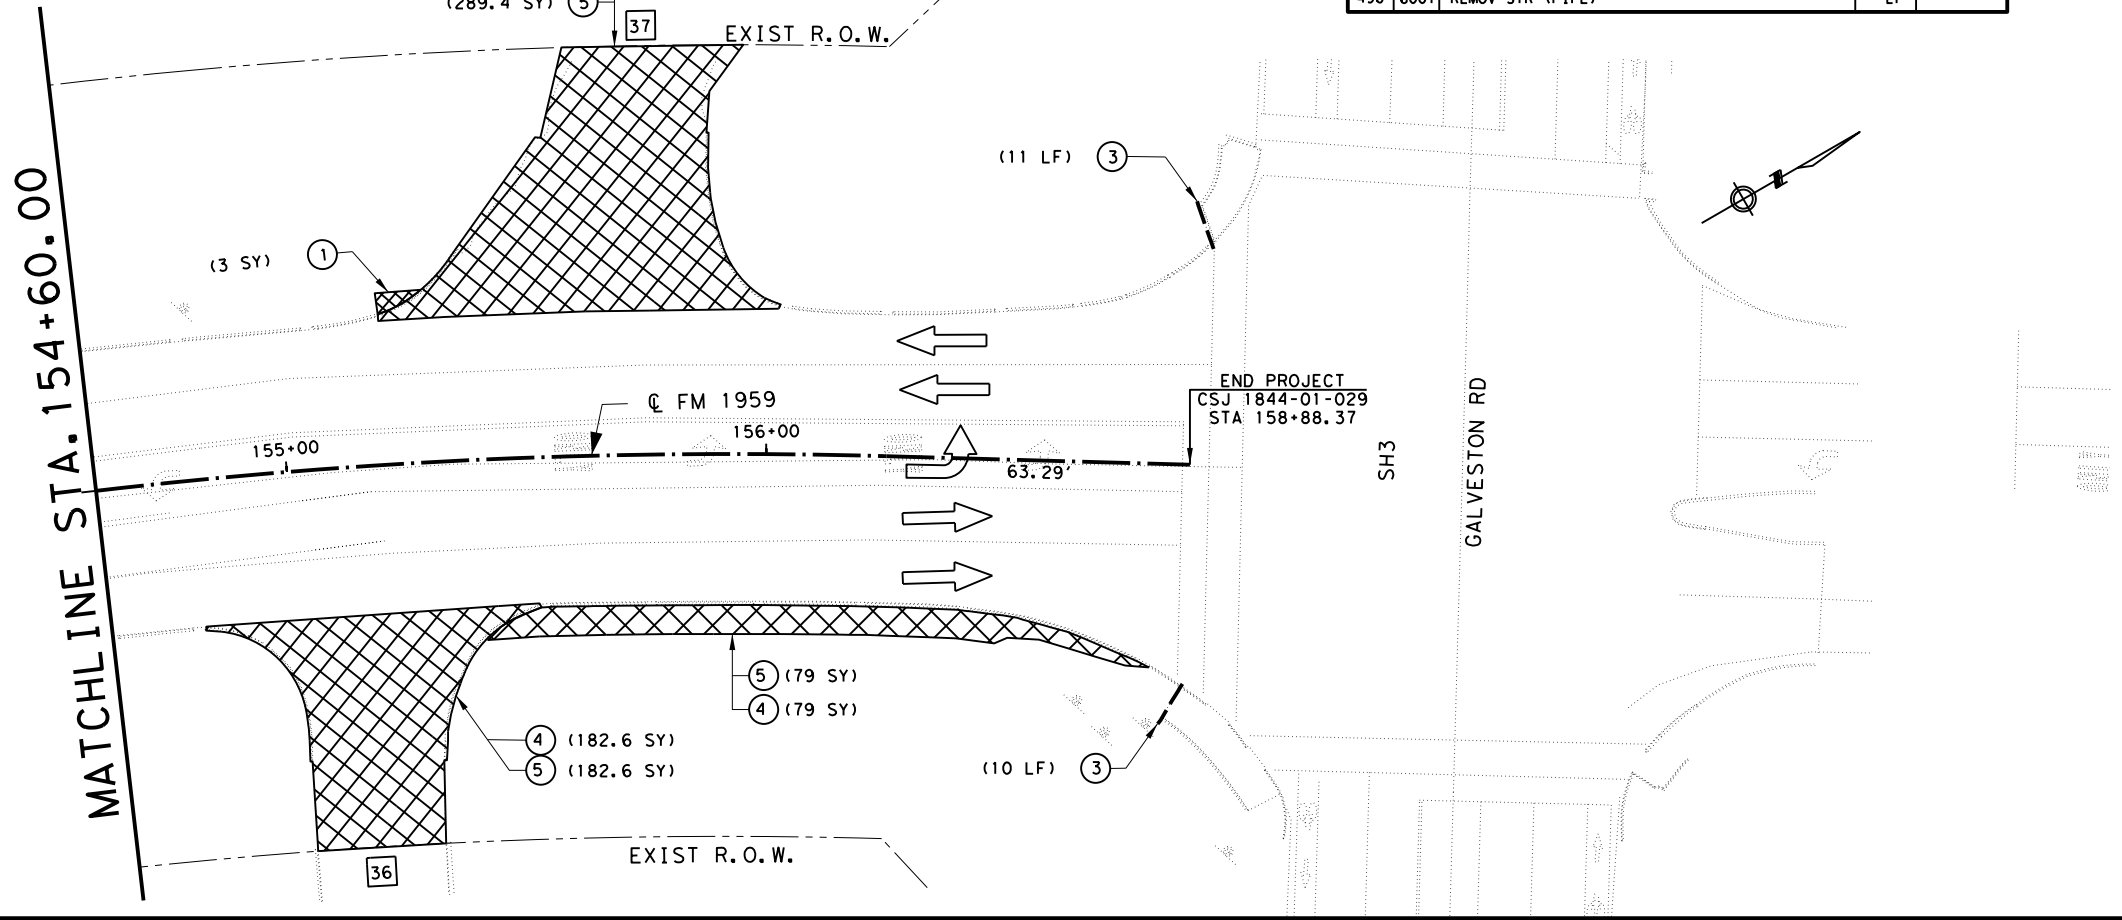 (289.4 SY) 5
37
EXIST R.O.W.
(11 LF) 3
(3 SY) 1
MATCHLINE STA. 154+60.00
℄ FM 1959
155+00
156+00
63.29'
END PROJECT
CSJ 1844-01-029
STA 158+88.37
SH3
GALVESTON RD
5 (79 SY)
4 (79 SY)
4 (182.6 SY)
5 (182.6 SY)
(10 LF) 3
EXIST R.O.W.
36